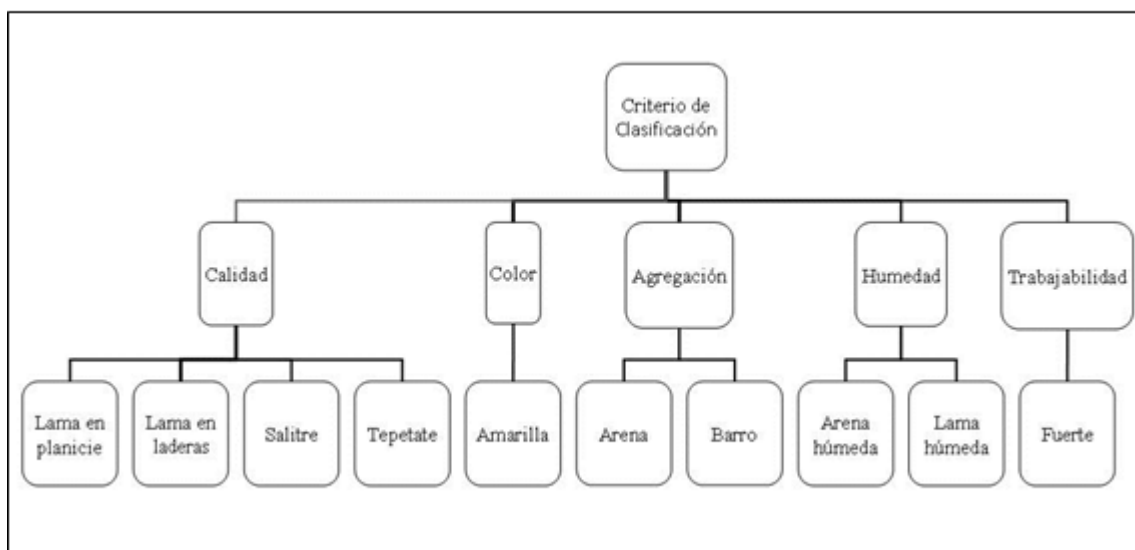 Criterio de
Clasificación
Calidad
Color
Agregación
Humedad
Trabajabilidad
Lama en
planicie
Lama en
laderas
Salitre
Tepetate
Amarilla
Arena
Barro
Arena
húmeda
Lama
húmeda
Fuerte